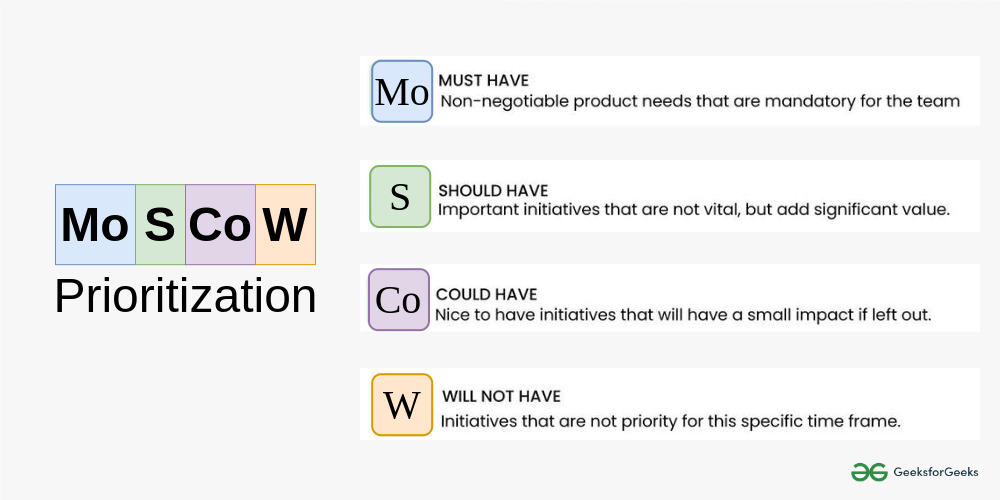 Mo S Co W
Prioritization
Mo
MUST HAVE
Non-negotiable product needs that are mandatory for the team
S
SHOULD HAVE
Important initiatives that are not vital, but add significant value.
Co
COULD HAVE
Nice to have initiatives that will have a small impact if left out.
W
WILL NOT HAVE
Initiatives that are not priority for this specific time frame.
GeeksforGeeks